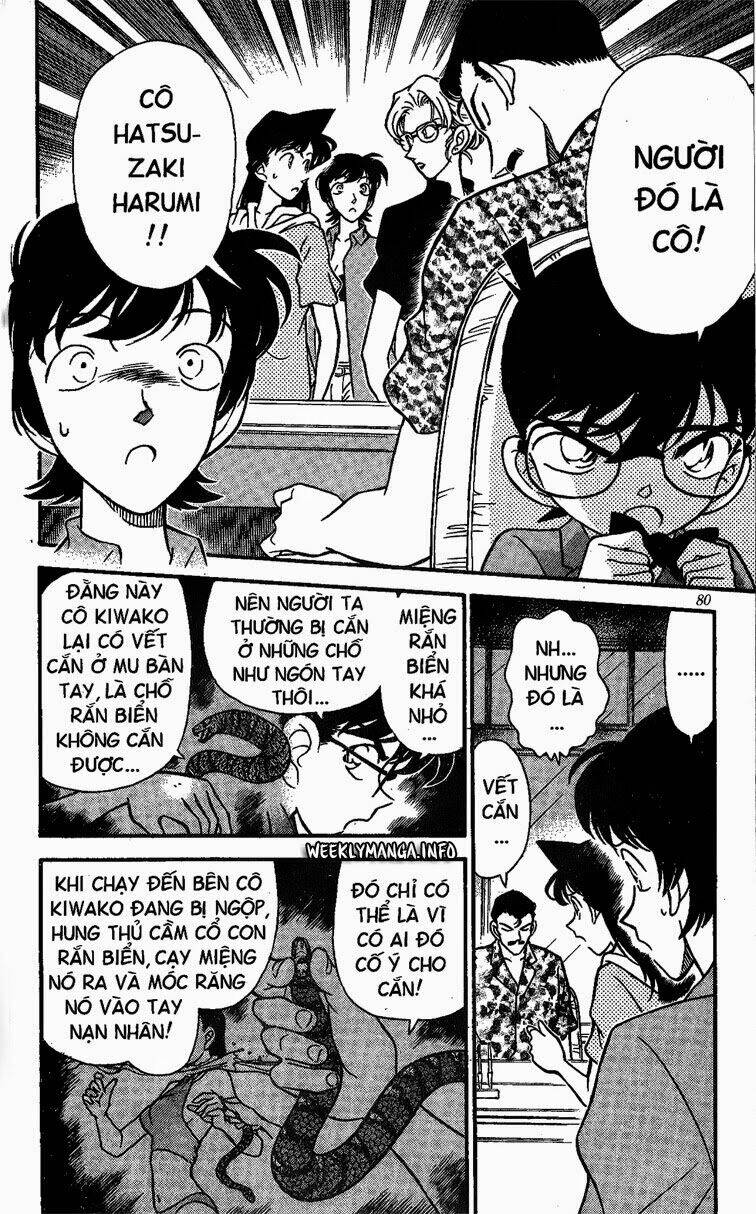 NGƯỜI
ĐÓ LÀ
CÔ!
CÔ
HATSU-
ZAKI
HARUMI
!!
80
......
NH...
NHƯNG
ĐÓ LÀ
...
VẾT
CẮN
...
MIỆNG
RẮN
BIỂN
KHÁ
NHỎ
...
NÊN NGƯỜI TA
THƯỜNG BỊ CẮN
Ở NHỮNG CHỖ
NHƯ NGÓN TAY
THÔI...
ĐẰNG NÀY
CÔ KIWAKO
LẠI CÓ VẾT
CẮN Ở MU BÀN
TAY, LÀ CHỖ
RẮN BIỂN
KHÔNG CẮN
ĐƯỢC...
WEEKLYMANGA.INFO
ĐÓ CHỈ CÓ
THỂ LÀ VÌ
CÓ AI ĐÓ
CỐ Ý CHO
CẮN!
KHI CHẠY ĐẾN BÊN CÔ
KIWAKO ĐANG BỊ NGỘP,
HUNG THỦ CẦM CỔ CON
RẮN BIỂN, CẠY MIỆNG
NÓ RA VÀ MÓC RĂNG
NÓ VÀO TAY
NẠN NHÂN!